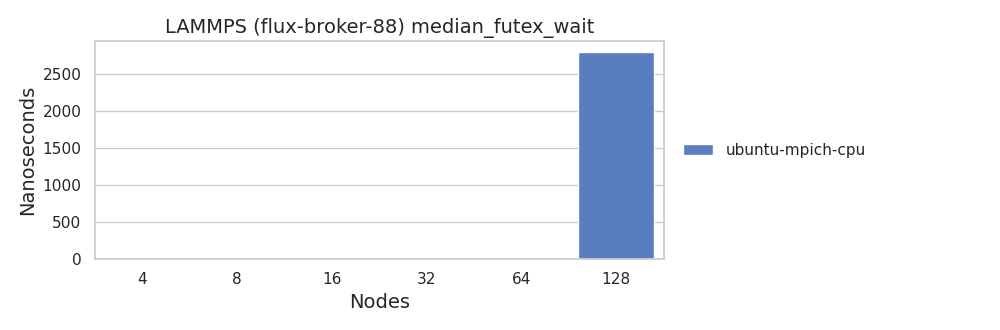 LAMMPS (flux-broker-88) median_futex_wait
Nanoseconds
2500
2000
1500
1000
500
0
4 8 16 32 64 128
Nodes
ubuntu-mpich-cpu